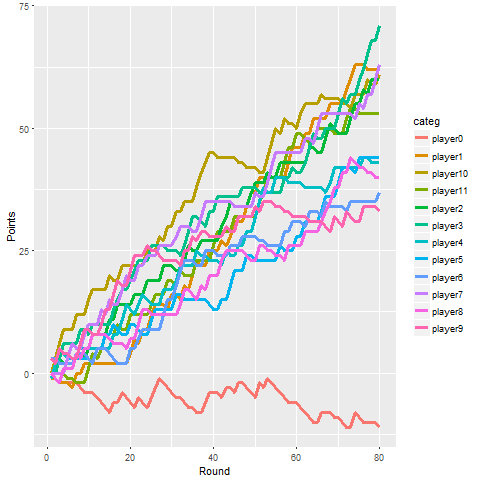 75
50
25
0
Points
0
20
40
60
80
Round
categ
player0
player1
player10
player11
player2
player3
player4
player5
player6
player7
player8
player9